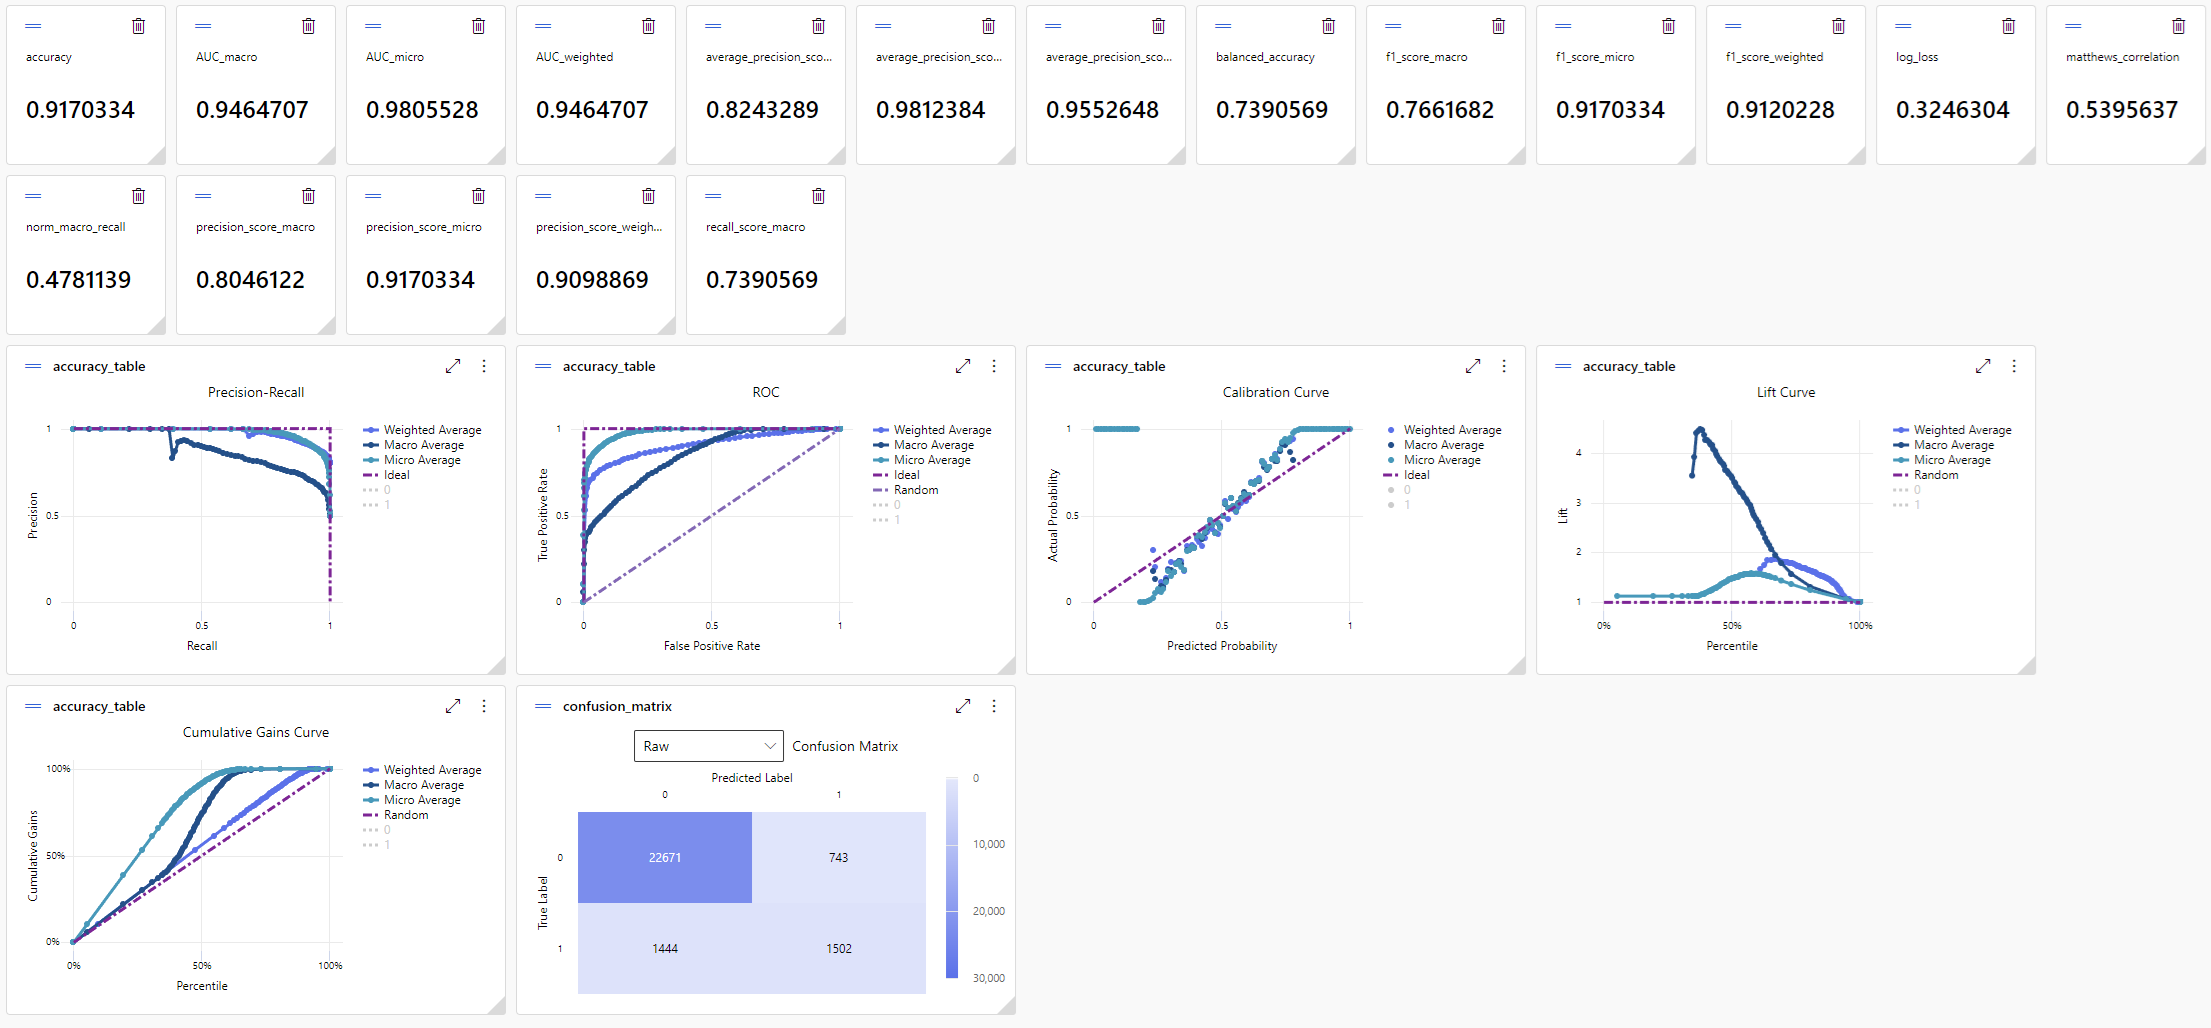 accuracy
0.9170334
AUC_macro
0.9464707
AUC_micro
0.9805528
AUC_weighted
0.9464707
average_precision_sco...
0.8243289
average_precision_sco...
0.9812384
average_precision_sco...
0.9552648
balanced_accuracy
0.7390569
f1_score_macro
0.7661682
f1_score_micro
0.9170334
f1_score_weighted
0.9120228
log_loss
0.3246304
matthews_correlation
0.5395637
norm_macro_recall
0.4781139
precision_score_macro
0.8046122
precision_score_micro
0.9170334
precision_score_weigh...
0.9098869
recall_score_macro
0.7390569
accuracy_table
Precision-Recall
Precision
1
0.5
0
0
0.5
1
Recall
Weighted Average
Macro Average
Micro Average
Ideal
0
1
accuracy_table
ROC
True Positive Rate
1
0.5
0
0
0.5
1
False Positive Rate
Weighted Average
Macro Average
Micro Average
Ideal
Random
0
1
accuracy_table
Calibration Curve
Actual Probability
1
0.5
0
0
0.5
1
Predicted Probability
Weighted Average
Macro Average
Micro Average
Ideal
0
1
accuracy_table
Lift Curve
Lift
4
3
2
1
0%
50%
100%
Percentile
Weighted Average
Macro Average
Micro Average
Random
0
1
accuracy_table
Cumulative Gains Curve
Cumulative Gains
100%
50%
0%
0%
50%
100%
Percentile
Weighted Average
Macro Average
Micro Average
Random
0
1
confusion_matrix
Raw
Confusion Matrix
Predicted Label
0
1
True Label
0
22671
743
1
1444
1502
0
10,000
20,000
30,000